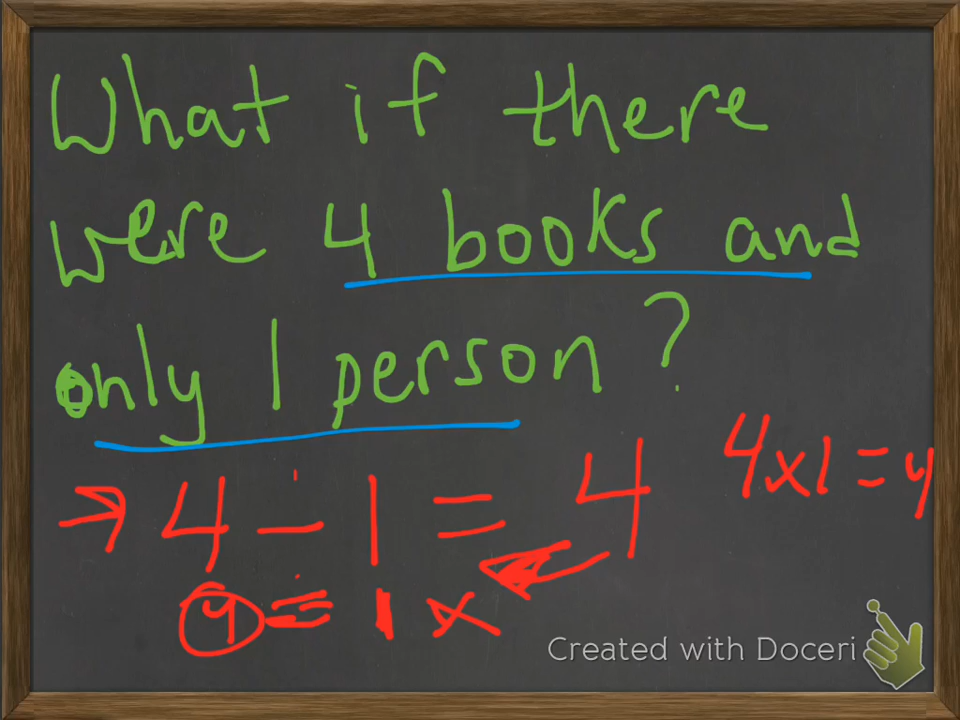 What if there
were 4 books and
only 1 person?
→ 4 ÷ 1 = 4
4x1=4
4 = 1 x
Created with Doceri